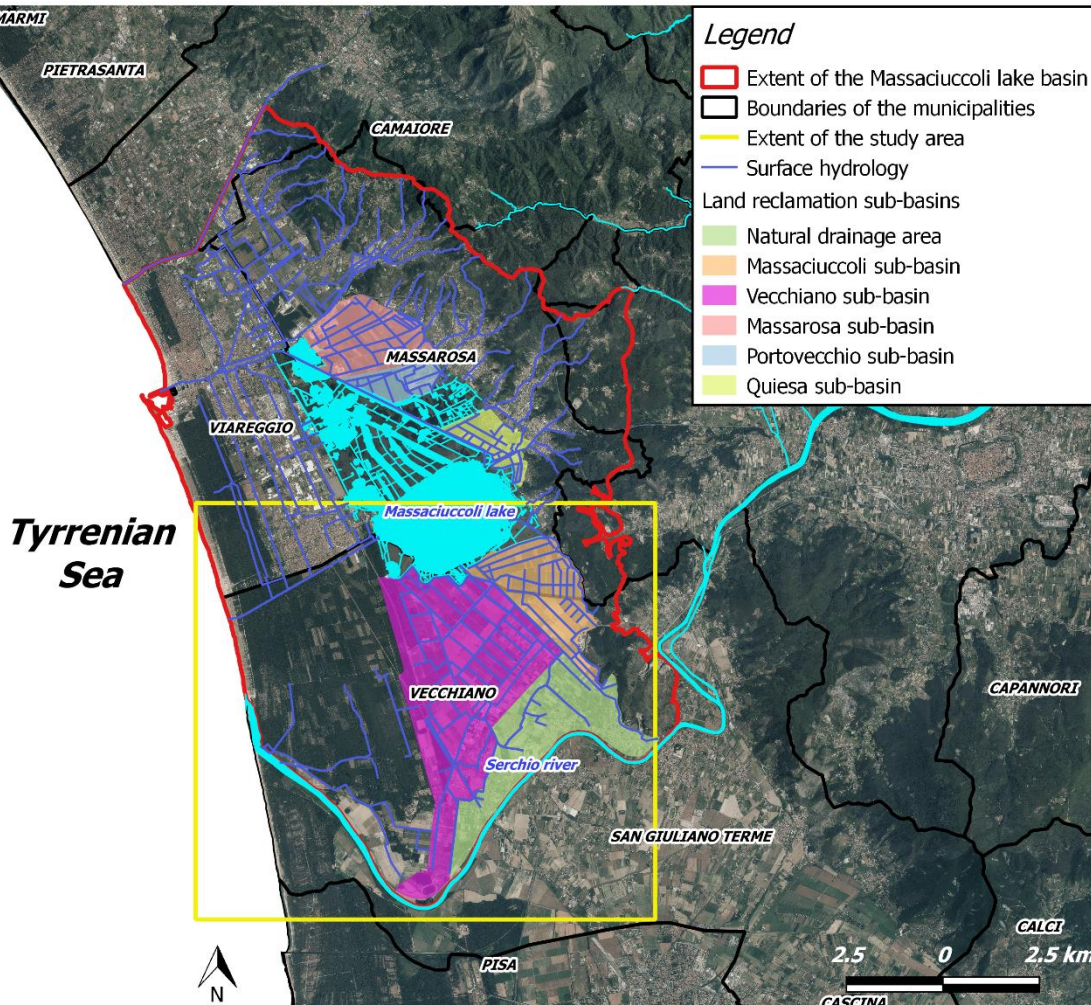 MARMI
PIETRASANTA
CAMAIORE
MASSAROSA
VIAREGGIO
Massaciuccoli lake
Tyrrenian
Sea
VECCHIANO
CAPANNORI
Serchio river
SAN GIULIANO TERME
CALCI
PISA
CASCINA
N
2.5 0 2.5 km
Legend
Extent of the Massaciuccoli lake basin
Boundaries of the municipalities
Extent of the study area
Surface hydrology
Land reclamation sub-basins
Natural drainage area
Massaciuccoli sub-basin
Vecchiano sub-basin
Massarosa sub-basin
Portovecchio sub-basin
Quiesa sub-basin